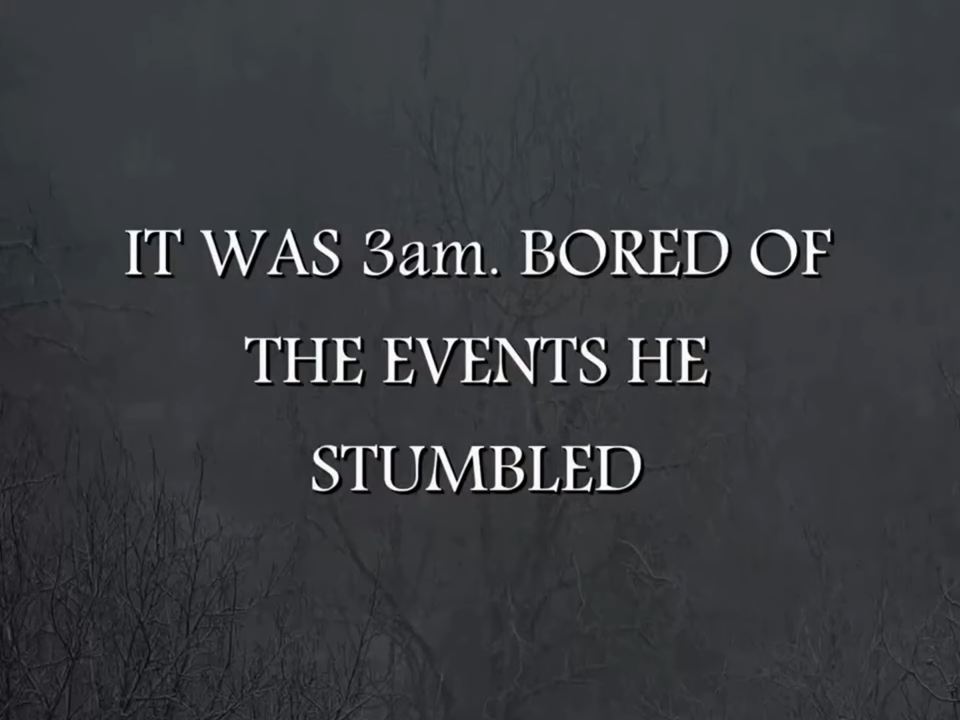 IT WAS 3am. BORED OF
THE EVENTS HE
STUMBLED